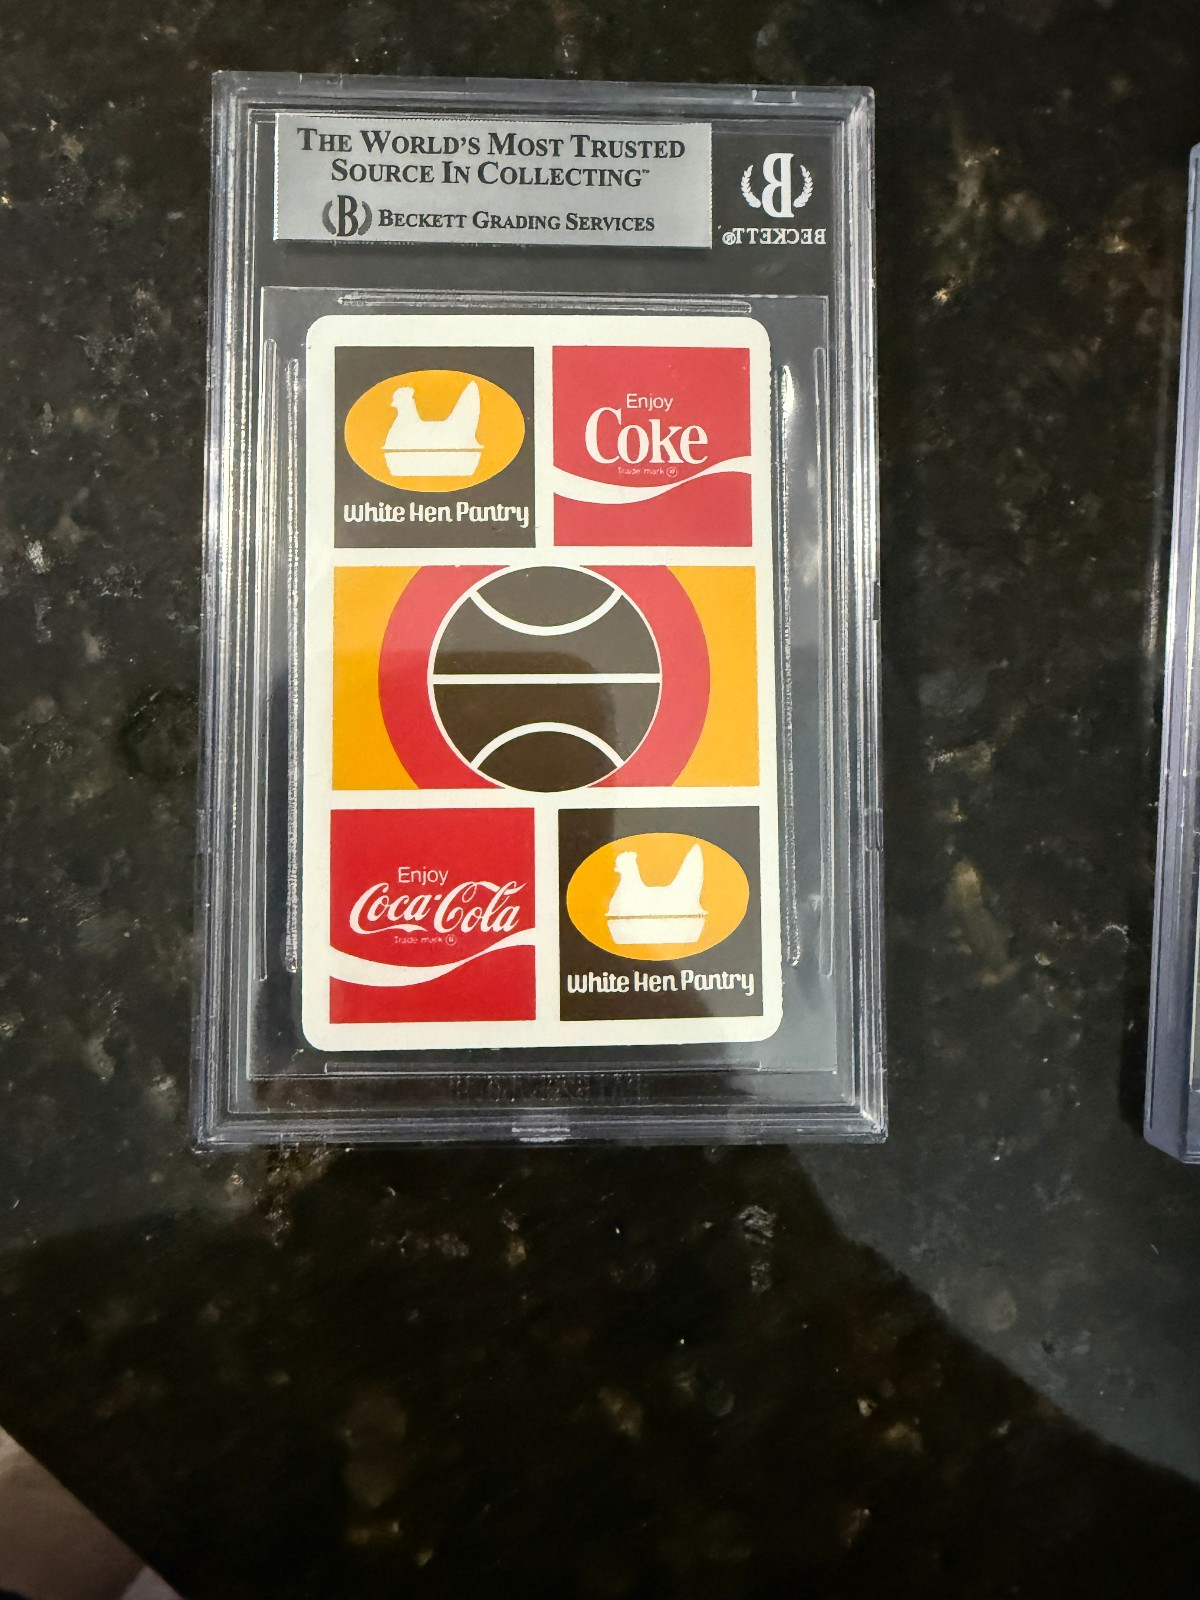 THE WORLD'S MOST TRUSTED
SOURCE IN COLLECTING™
B BECKETT GRADING SERVICES
B
BECKETT®
White Hen Pantry
Enjoy
Coke
Trade mark ®
Enjoy
Coca-Cola
Trade mark ®
White Hen Pantry